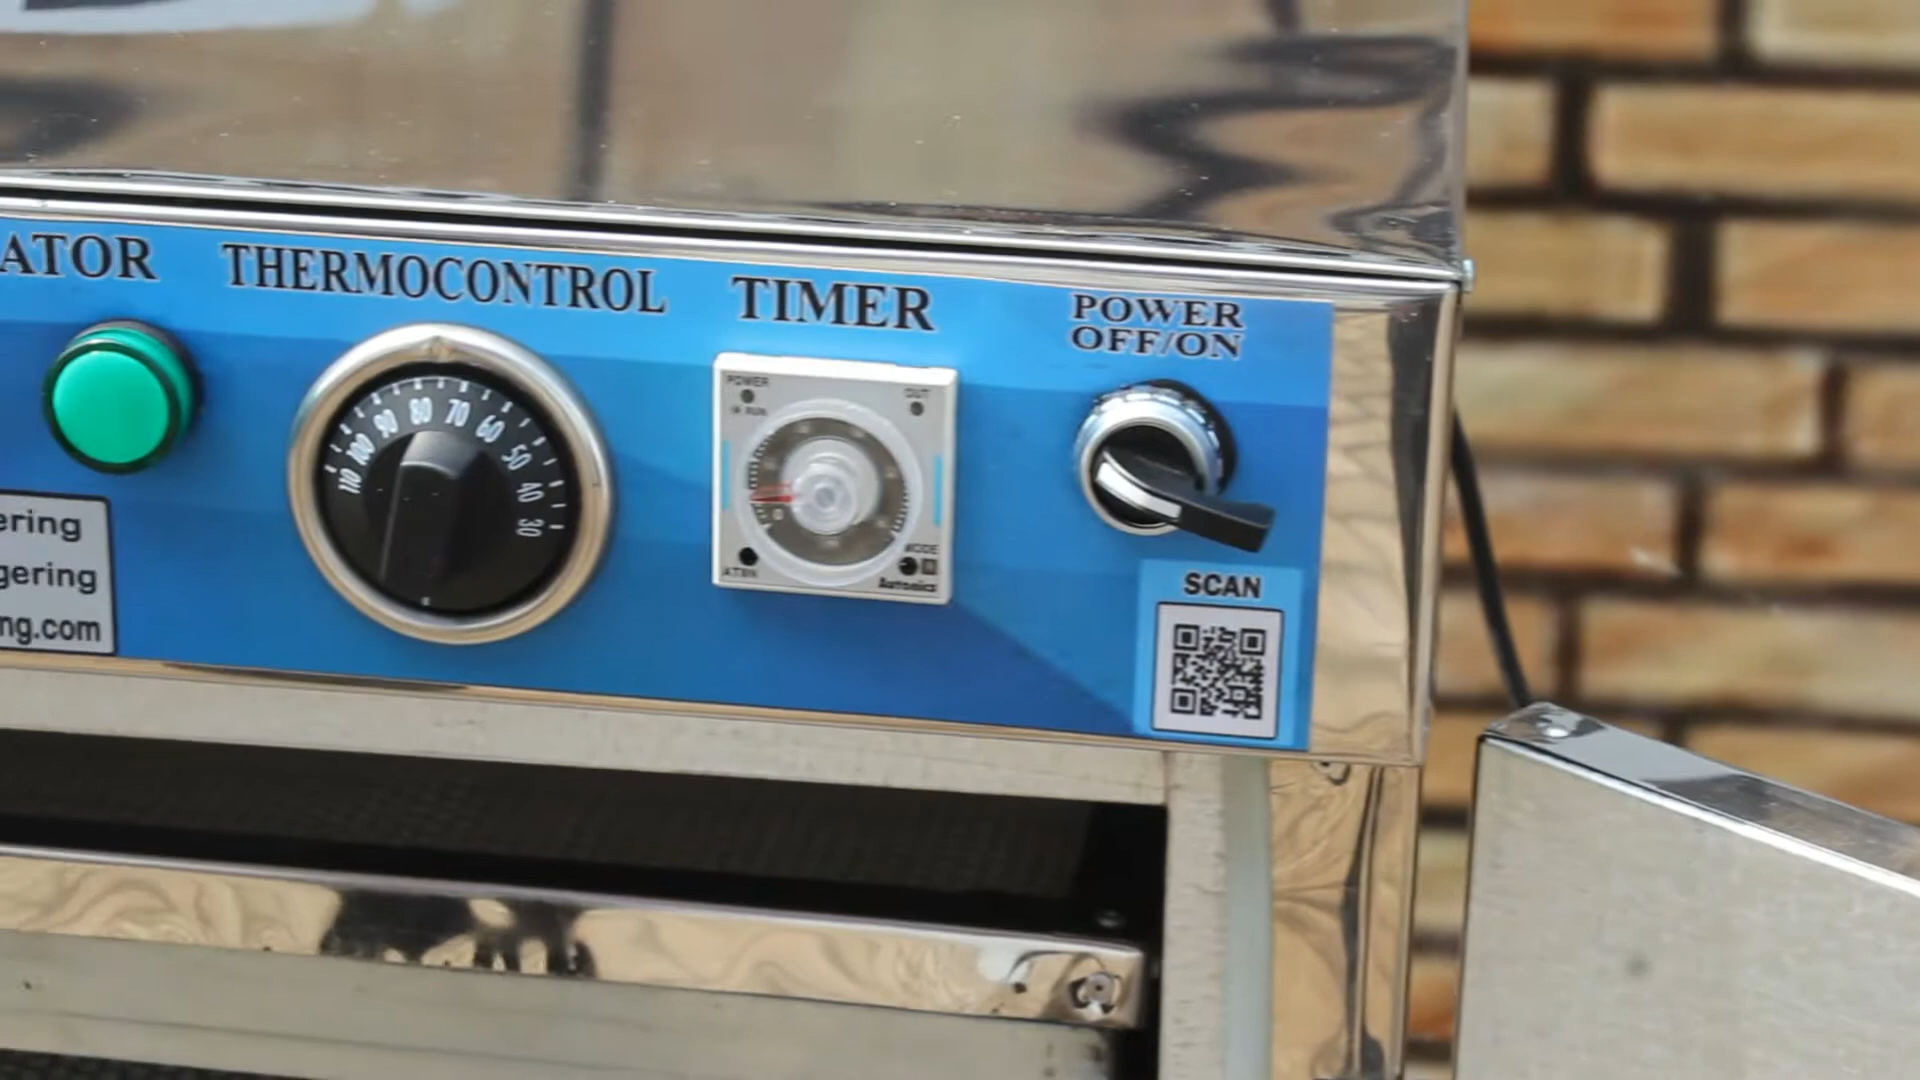 ATOR
THERMOCONTROL
TIMER
POWER
OFF/ON
110 100 90 80 70 60 50 40 30
POWER
OUT
MODE
Autonics
SCAN
ering
gering
ng.com